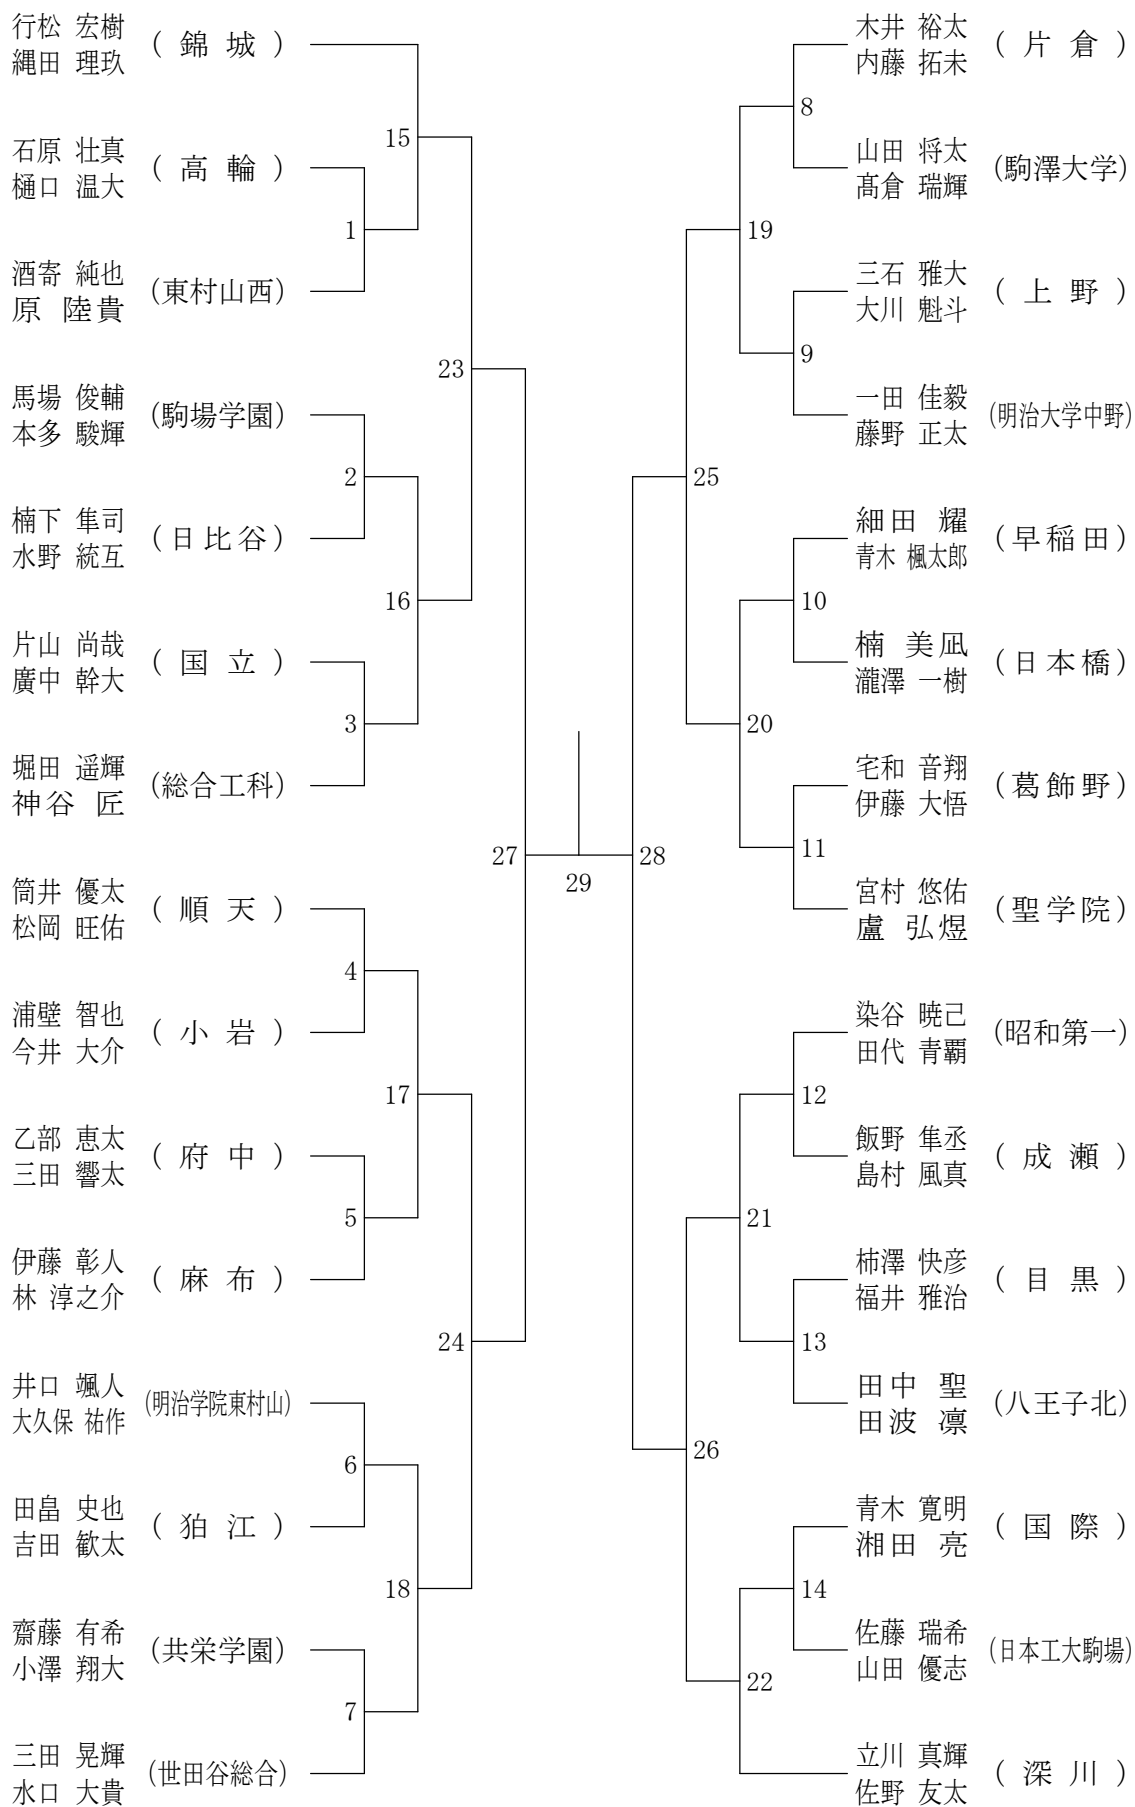 行松 宏樹
縄田 理玖
(錦城)
石原 壮真
樋口 温大
(高輪)
酒寄 純也
原 陸貴
(東村山西)
馬場 俊輔
本多 駿輝
(駒場学園)
楠下 隼司
水野 統互
(日比谷)
片山 尚哉
廣中 幹大
(国立)
堀田 遥輝
神谷 匠
(総合工科)
筒井 優太
松岡 旺佑
(順天)
浦壁 智也
今井 大介
(小岩)
乙部 恵太
三田 響太
(府中)
伊藤 彰人
林 淳之介
(麻布)
井口 颯人
大久保 祐作
(明治学院東村山)
田畠 史也
吉田 歓太
(狛江)
齋藤 有希
小澤 翔大
(共栄学園)
三田 晃輝
水口 大貴
(世田谷総合)
1
2
3
4
5
6
7
15
16
17
18
23
24
27
29
28
25
26
19
20
21
22
8
9
10
11
12
13
14
木井 裕太
内藤 拓未
(片倉)
山田 将太
髙倉 瑞輝
(駒澤大学)
三石 雅大
大川 魁斗
(上野)
一田 佳毅
藤野 正太
(明治大学中野)
細田 耀
青木 楓太郎
(早稲田)
楠 美凪
瀧澤 一樹
(日本橋)
宅和 音翔
伊藤 大悟
(葛飾野)
宮村 悠佑
盧 弘煜
(聖学院)
染谷 暁己
田代 青覇
(昭和第一)
飯野 隼丞
島村 風真
(成瀬)
柿澤 快彦
福井 雅治
(目黒)
田中 聖
田波 凛
(八王子北)
青木 寛明
湘田 亮
(国際)
佐藤 瑞希
山田 優志
(日本工大駒場)
立川 真輝
佐野 友太
(深川)